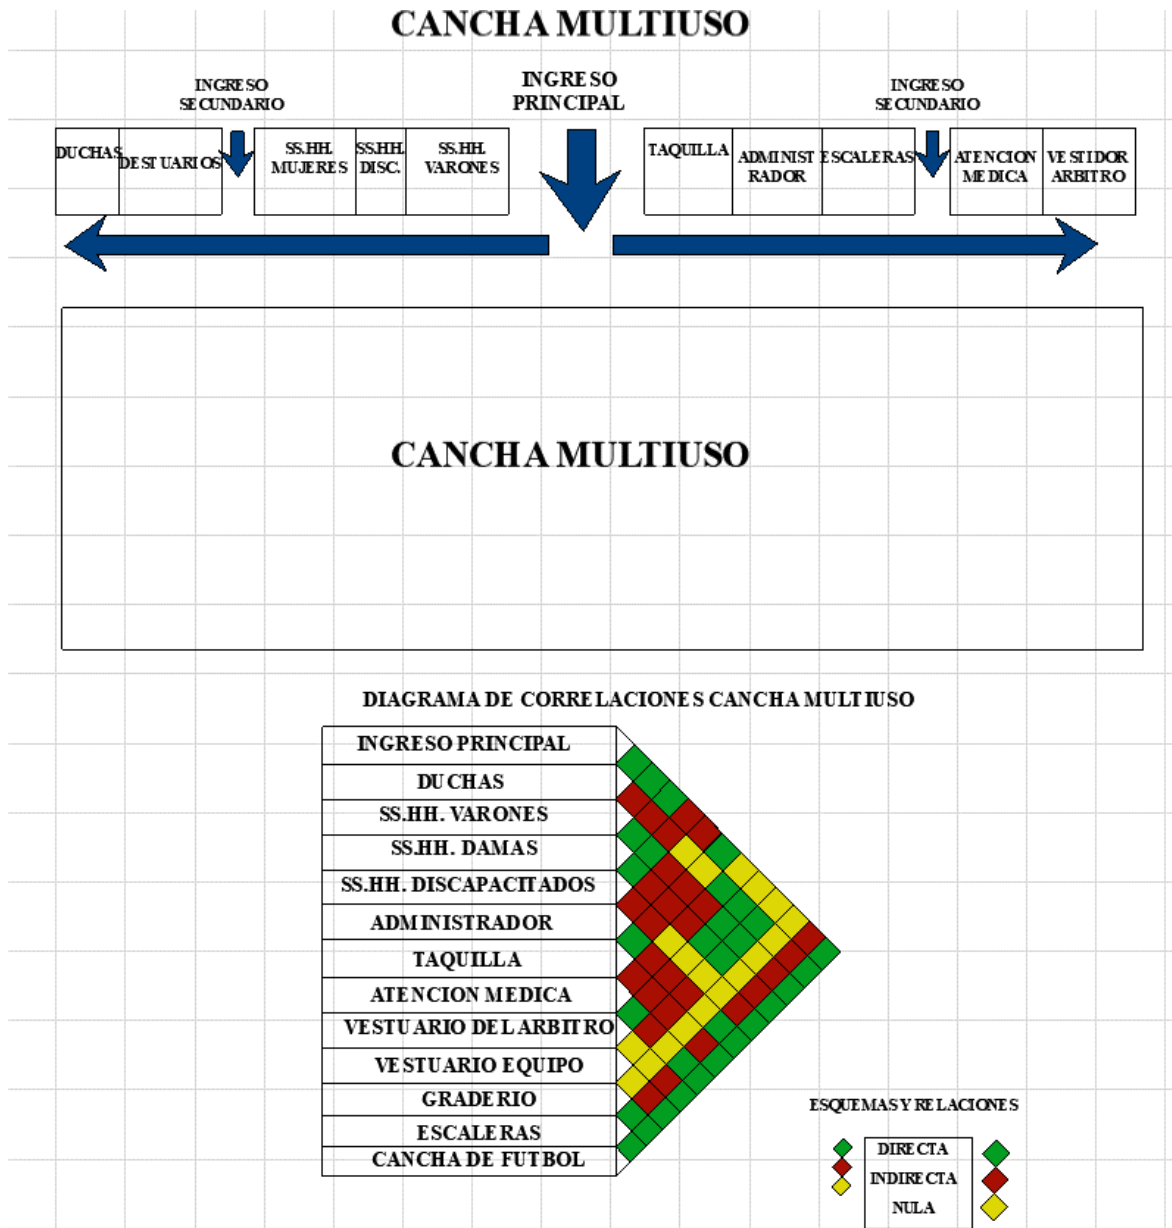 CANCHA MULTIUSO
INGRESO
SECUNDARIO
INGRESO
PRINCIPAL
INGRESO
SECUNDARIO
DUCHAS
DESTUARIOS
SS.HH.
MUJERES
SS.HH.
DISC.
SS.HH.
VARONES
TAQUILLA
ADMINIST
RADOR
ESCALERAS
ATENCION
MEDICA
VESTIDOR
ARBITRO
CANCHA MULTIUSO
DIAGRAMA DE CORRELACIONES CANCHA MULTIUSO
INGRESO PRINCIPAL
DUCHAS
SS.HH. VARONES
SS.HH. DAMAS
SS.HH. DISCAPACITADOS
ADMINISTRADOR
TAQUILLA
ATENCION MEDICA
VESTUARIO DEL ARBITRO
VESTUARIO EQUIPO
GRADERIO
ESCALERAS
CANCHA DE FUTBOL
ESQUEMAS Y RELACIONES
DIRECTA
INDIRECTA
NULA